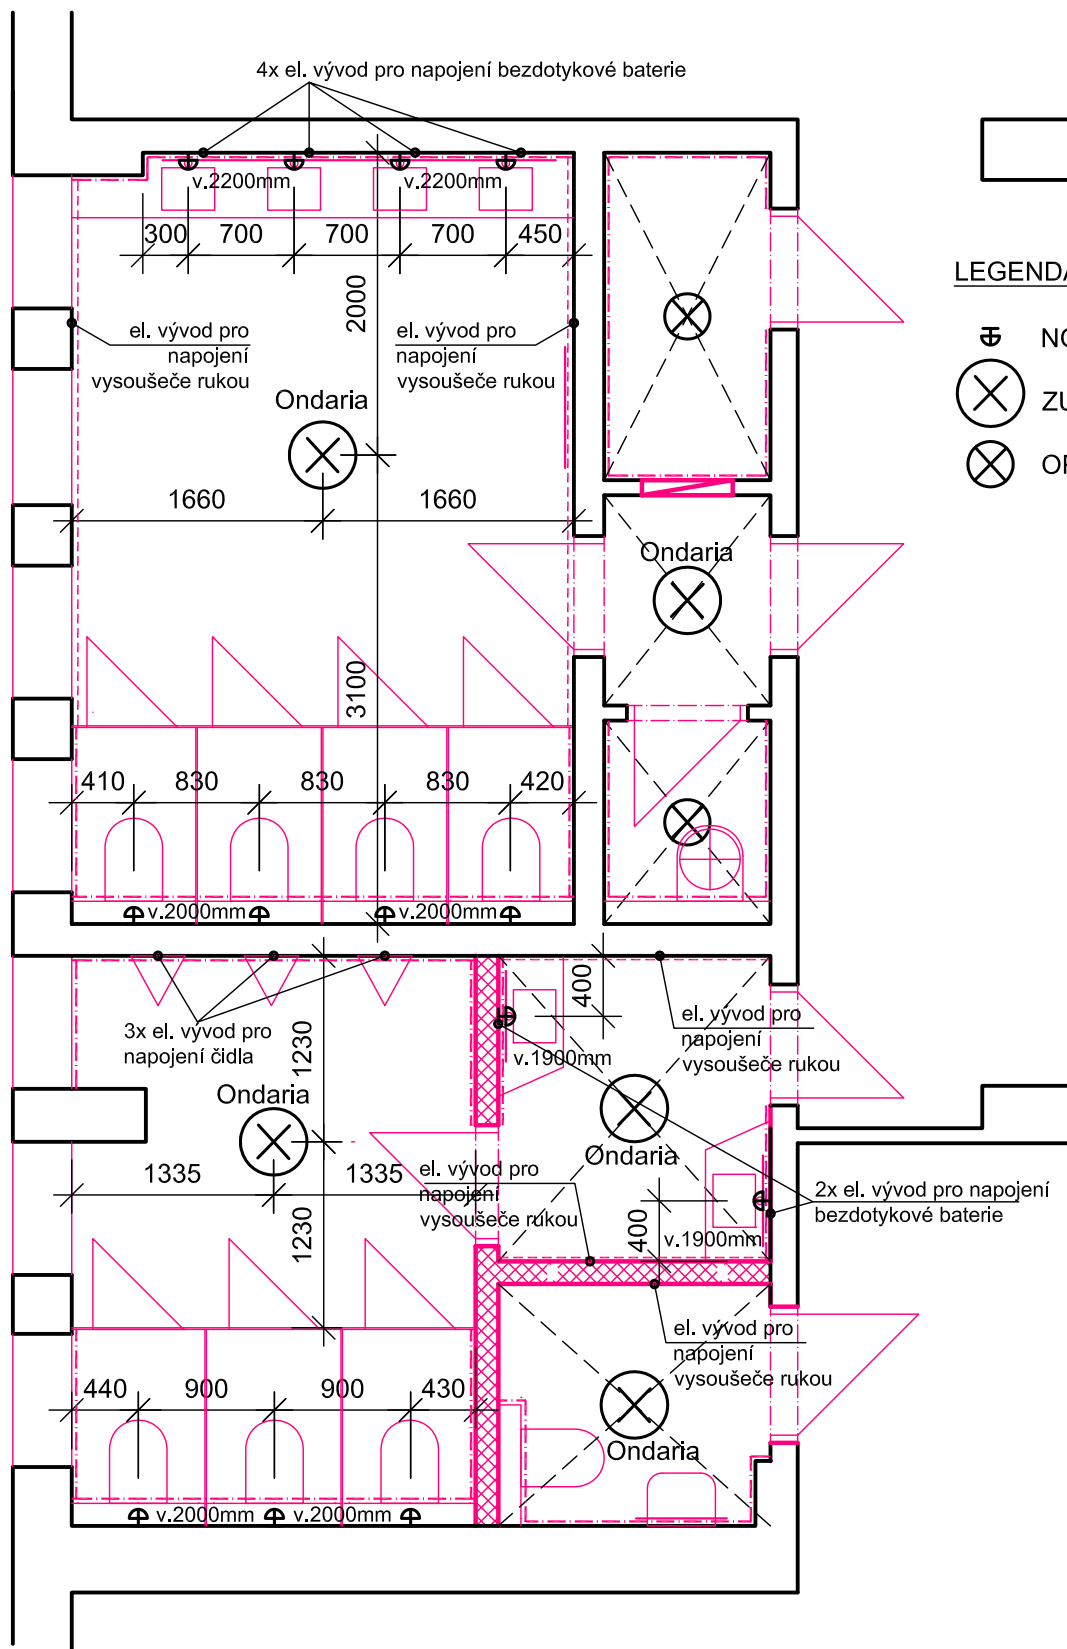 4x el. vývod pro napojení bezdotykové baterie
v.2200mm
v.2200mm
300
700
700
700
450
2000
el. vývod pro
napojení
vysoušeče rukou
el. vývod pro
napojení
vysoušeče rukou
LEGENDA
Ondaria
1660
1660
Ondaria
3100
410
830
830
830
420
v.2000mm
v.2000mm
3x el. vývod pro
napojení čidla
1230
400
el. vývod pro
napojení
vysoušeče rukou
v.1900mm
Ondaria
Ondaria
1335
1335
el. vývod pro
napojení
vysoušeče rukou
1230
400
v.1900mm
2x el. vývod pro napojení
bezdotykové baterie
el. vývod pro
napojení
vysoušeče rukou
440
900
900
430
Ondaria
v.2000mm
v.2000mm